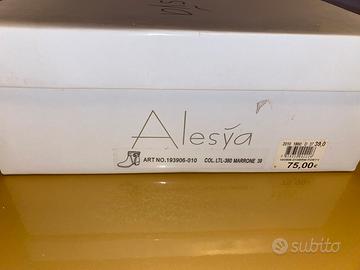 Alesya
ART NO.193906-010 COL.LTL-380 MARRONE 39
39,0
75,00€
subito